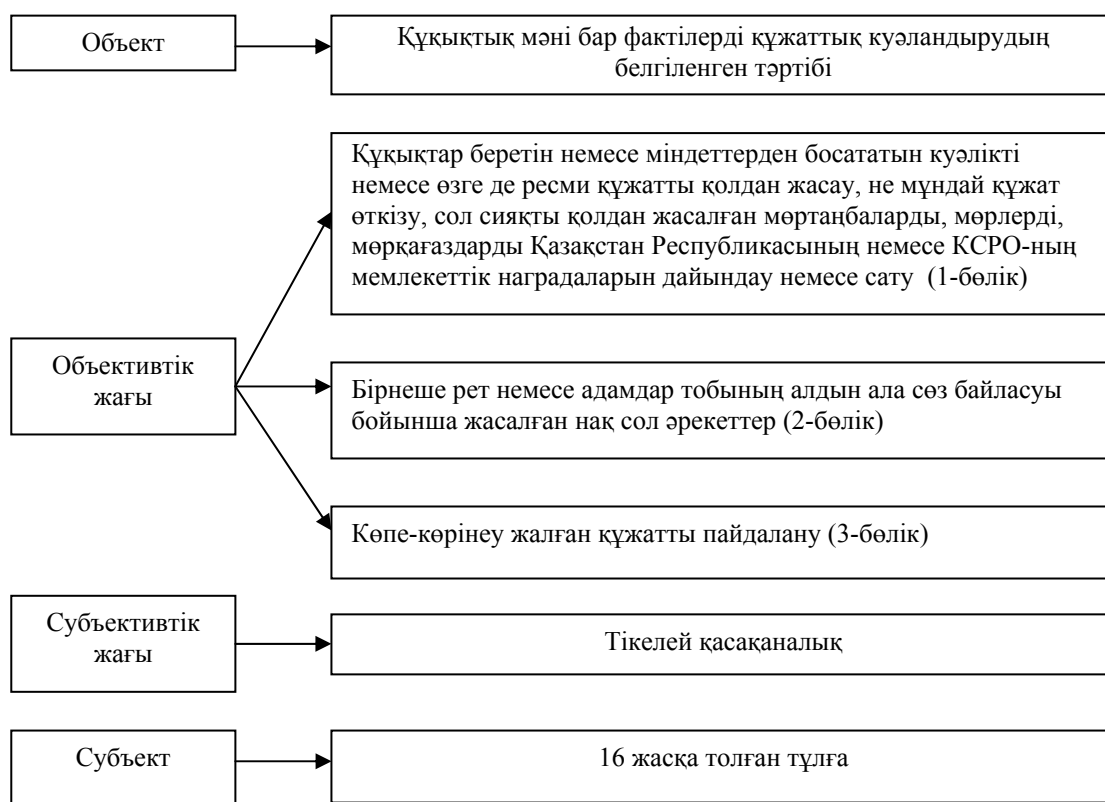 Объект
Құқықтық мәні бар фактілерді құжаттық куәландырудың
белгіленген тәртібі
Құқықтар беретін немесе міндеттерден босататын куәлікті
немесе өзге де ресми құжатты қолдан жасау, не мұндай құжат
өткізу, сол сияқты қолдан жасалған мөртаңбаларды, мөрлерді,
мөрқағаздарды Қазақстан Республикасының немесе КСРО-ның
мемлекеттік наградаларын дайындау немесе сату (1-бөлік)
Объективтік
жағы
Бірнеше рет немесе адамдар тобының алдын ала сөз байласуы
бойынша жасалған нақ сол әрекеттер (2-бөлік)
Көпе-көрінеу жалған құжатты пайдалану (3-бөлік)
Субъективтік
жағы
Тікелей қасақаналық
Субъект
16 жасқа толған тұлға